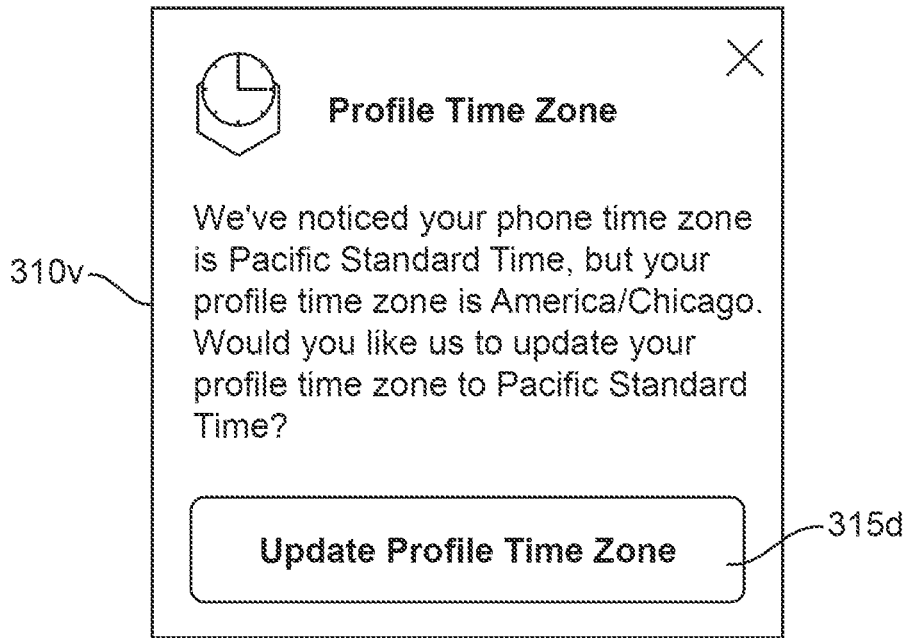 Profile Time Zone
We've noticed your phone time zone
is Pacific Standard Time, but your
profile time zone is America/Chicago.
Would you like us to update your
profile time zone to Pacific Standard
Time?
310v
Update Profile Time Zone
315d